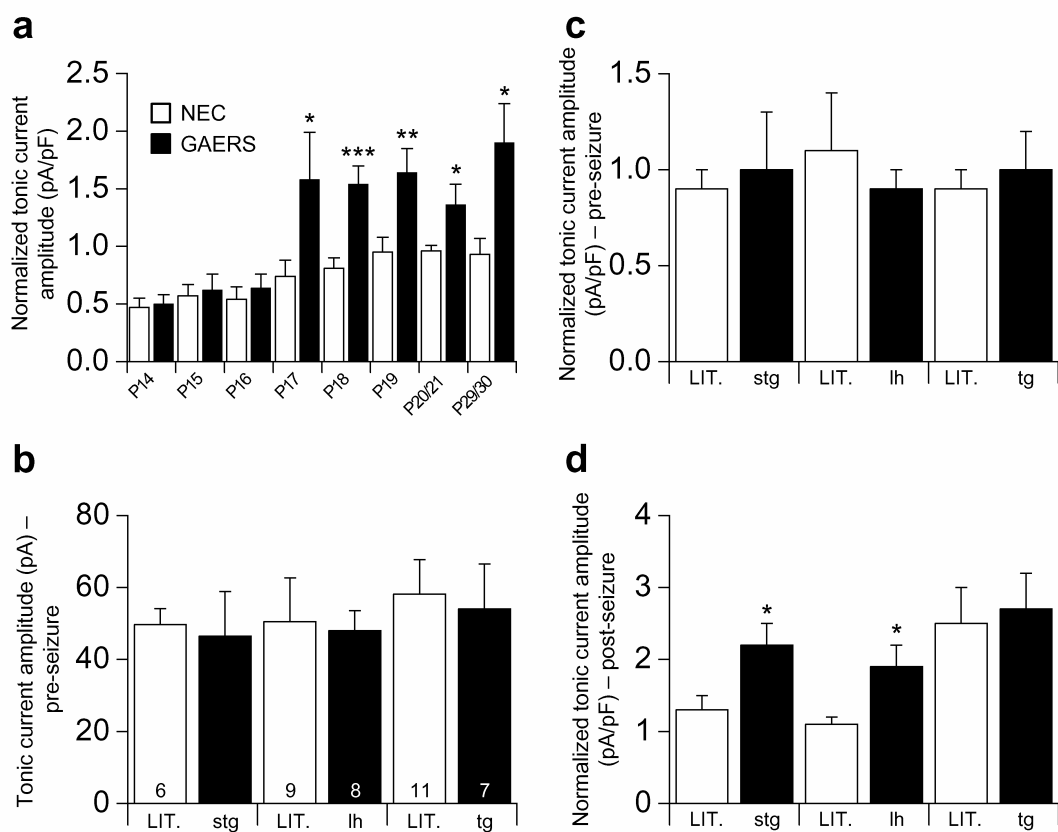 a
Normalized tonic current
amplitude (pA/pF)
2.5
2.0
1.5
1.0
0.5
0.0
NEC
GAERS
*
***
**
*
*
P14
P15
P16
P17
P18
P19
P20/21
P29/30
c
Normalized tonic current amplitude
(pA/pF) – pre-seizure
1.5
1.0
0.5
0.0
LIT.
stg
LIT.
lh
LIT.
tg
b
Tonic current amplitude (pA) –
pre-seizure
80
60
40
20
0
6
9
8
11
7
LIT.
stg
LIT.
lh
LIT.
tg
d
Normalized tonic current amplitude
(pA/pF) – post-seizure
4
3
2
1
0
*
*
LIT.
stg
LIT.
lh
LIT.
tg